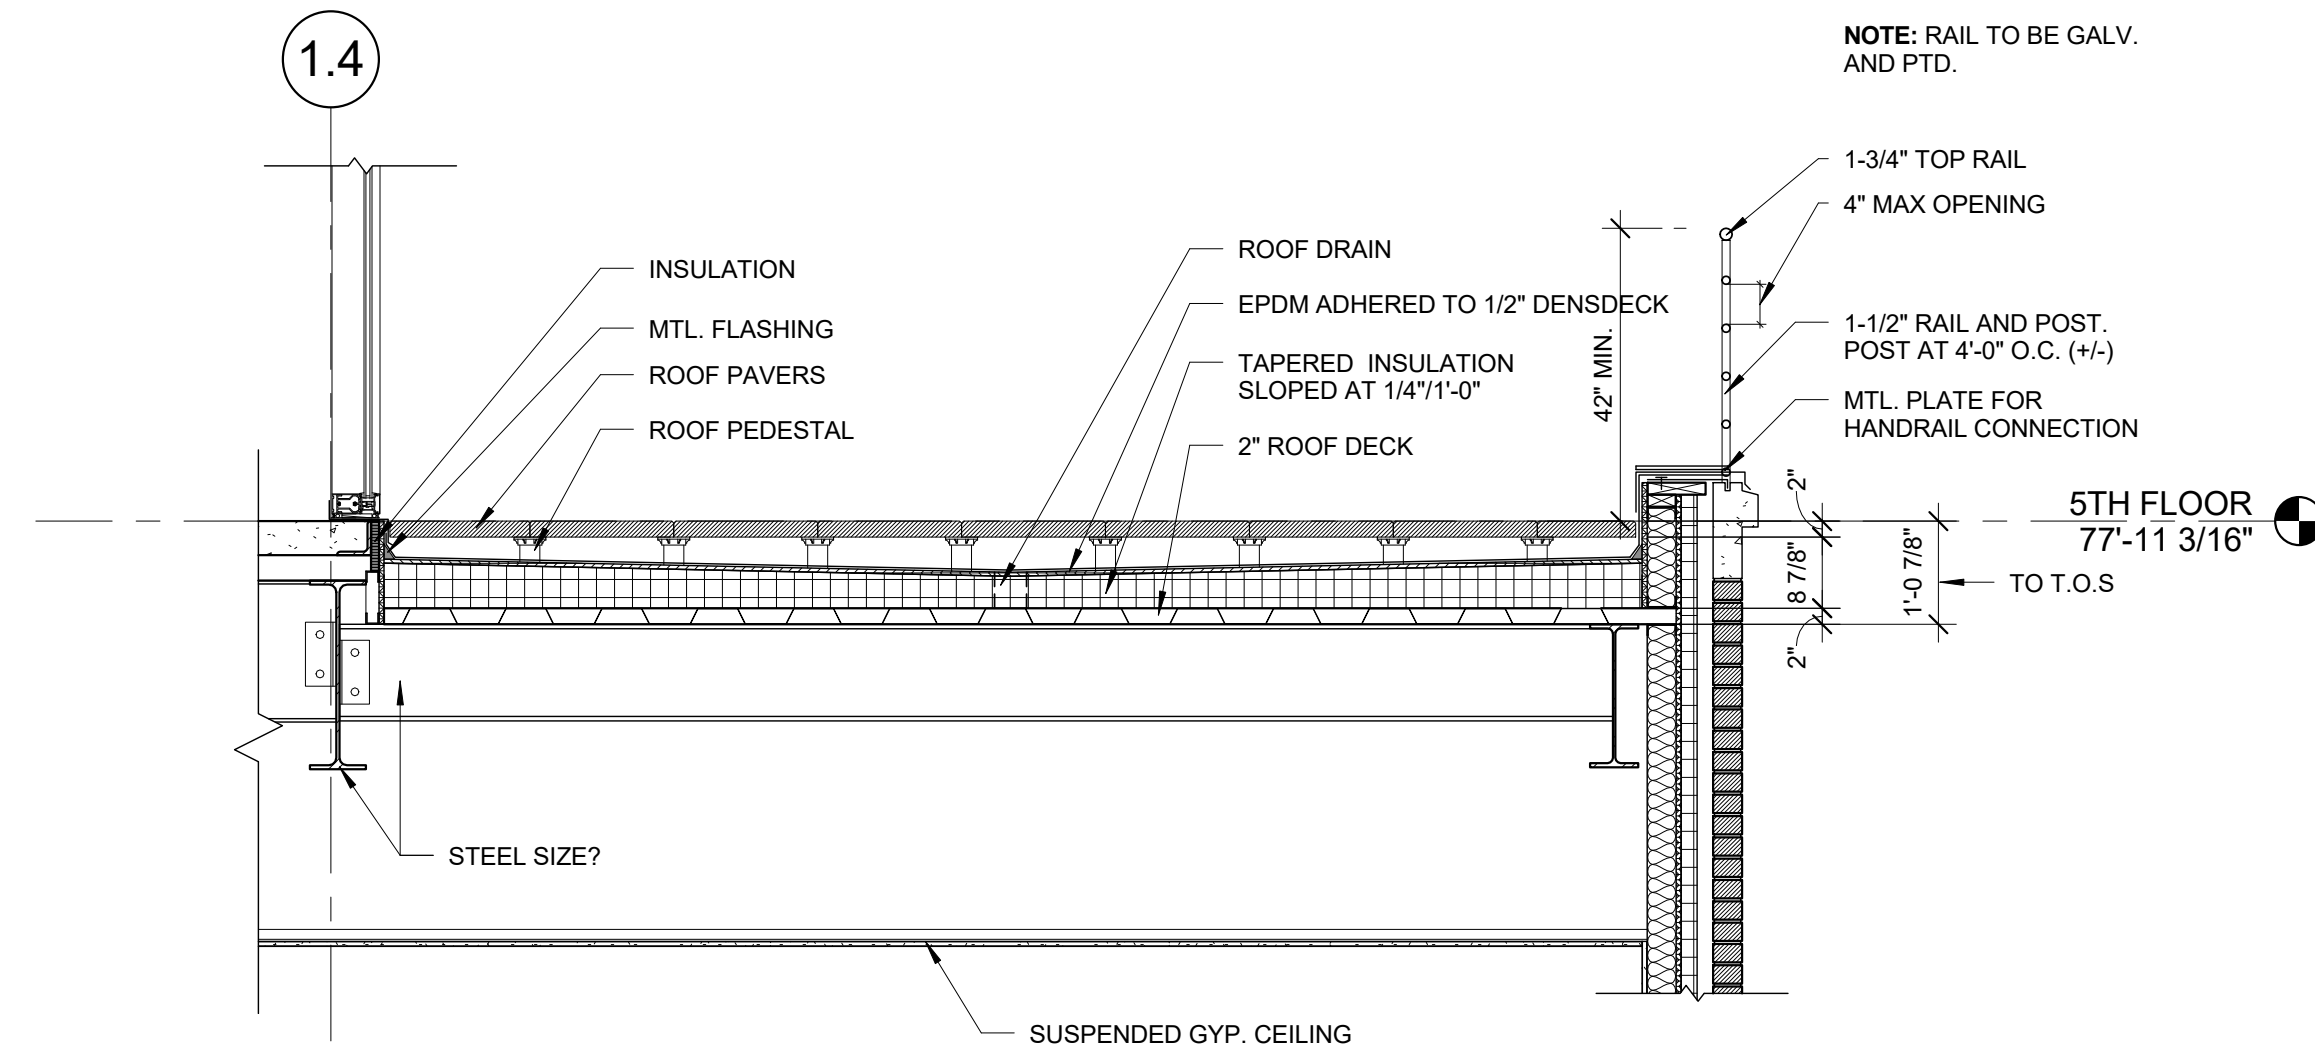 1.4
NOTE: RAIL TO BE GALV.
AND PTD.
1-3/4" TOP RAIL
4" MAX OPENING
1-1/2" RAIL AND POST.
POST AT 4'-0" O.C. (+/-)
MTL. PLATE FOR
HANDRAIL CONNECTION
INSULATION
MTL. FLASHING
ROOF PAVERS
ROOF PEDESTAL
ROOF DRAIN
EPDM ADHERED TO 1/2" DENSDECK
TAPERED INSULATION
SLOPED AT 1/4"/1'-0"
2" ROOF DECK
42" MIN.
2"
8 7/8"
2"
1'-0 7/8"
5TH FLOOR
77'-11 3/16"
TO T.O.S
STEEL SIZE?
SUSPENDED GYP. CEILING